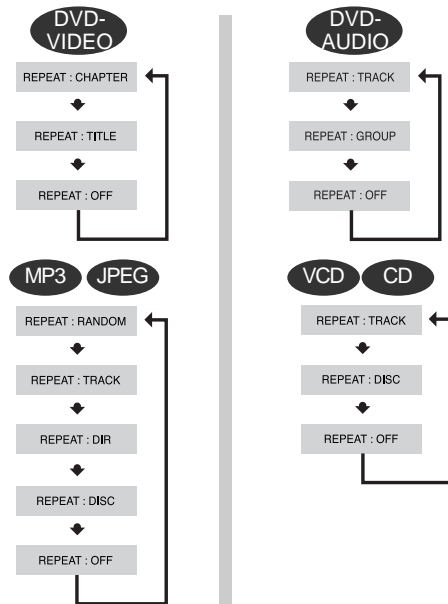 DVD-
VIDEO
REPEAT : CHAPTER
REPEAT : TITLE
REPEAT : OFF
DVD-
AUDIO
REPEAT : TRACK
REPEAT : GROUP
REPEAT : OFF
MP3 JPEG
REPEAT : RANDOM
REPEAT : TRACK
REPEAT : DIR
REPEAT : DISC
REPEAT : OFF
VCD CD
REPEAT : TRACK
REPEAT : DISC
REPEAT : OFF